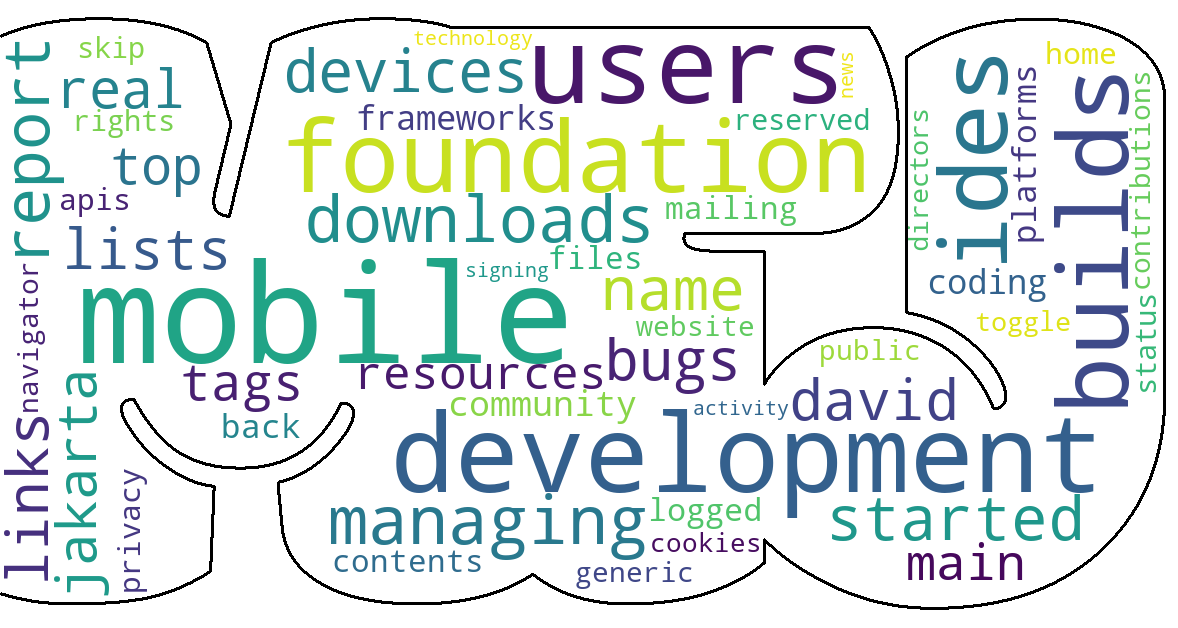 skip
real
rights
top
apis
lists
report
navigator
links
jakarta
privacy
technology
devices
users
news
frameworks
reserved
foundation
downloads
mailing
signing
files
mobile
name
website
tags
resources
bugs
back
community
activity
david
public
development
managing
logged
started
cookies
main
contents
generic
home
directors
ides
platforms
builds
contributions
coding
toggle
status